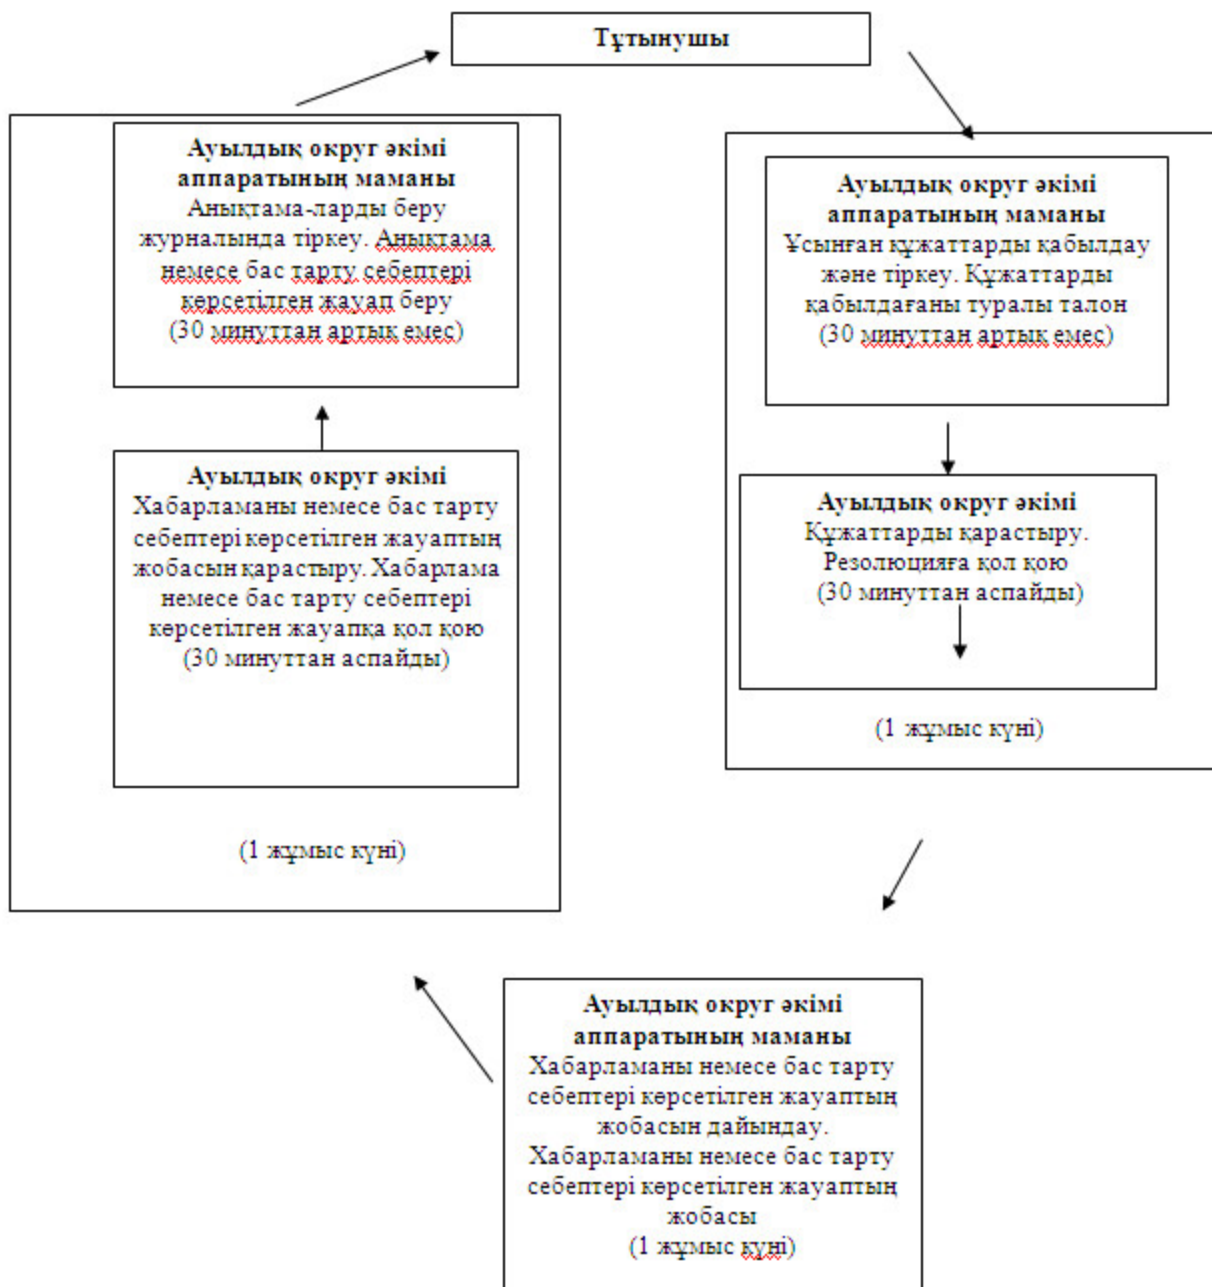 Тұтынушы
Ауылдық округ әкімі
аппаратының маманы
Анықтама-ларды беру
журналында тіркеу. Анықтама
немесе бас тарту себептері
көрсетілген жауап беру
(30 минуттан артық емес)
Ауылдық округ әкімі
Хабарламаны немесе бас тарту
себептері көрсетілген жауаптың
жобасын қарастыру. Хабарлама
немесе бас тарту себептері
көрсетілген жауапқа қол қою
(30 минуттан аспайды)
(1 жұмыс күні)
Ауылдық округ әкімі
аппаратының маманы
Ұсынған құжаттарды қабылдау
және тіркеу. Құжаттарды
қабылдағаны туралы талон
(30 минуттан артық емес)
Ауылдық округ әкімі
Құжаттарды қарастыру.
Резолюцияға қол қою
(30 минуттан аспайды)
(1 жұмыс күні)
Ауылдық округ әкімі
аппаратының маманы
Хабарламаны немесе бас тарту
себептері көрсетілген жауаптың
жобасын дайындау.
Хабарламаны немесе бас тарту
себептері көрсетілген жауаптың
жобасы
(1 жұмыс күні)